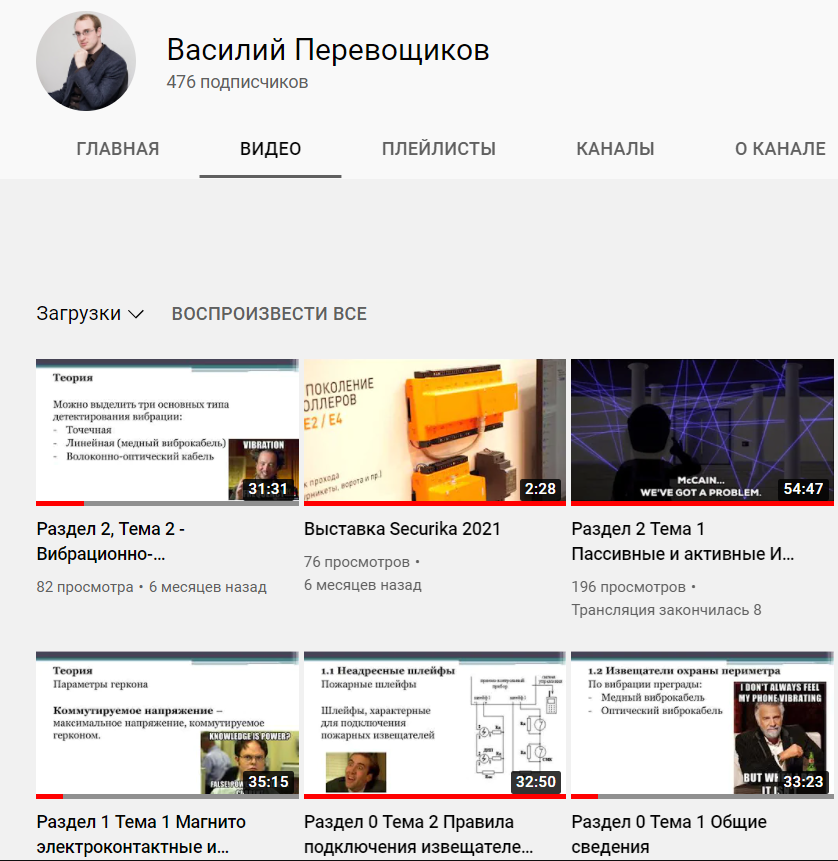 Василий Перевощиков
476 подписчиков
ГЛАВНАЯ
ВИДЕО
ПЛЕЙЛИСТЫ
КАНАЛЫ
О КАНАЛЕ
Загрузки
ВОСПРОИЗВЕСТИ ВСЕ
Теория
Можно выделить три основных типа
детектирования вибрации:
- Точечная
- Линейная (медный виброкабель)
- Волоконно-оптический кабель
VIBRATION
31:31
Раздел 2, Тема 2 -
Вибрационно-...
82 просмотра • 6 месяцев назад
ПОКОЛЕНИЕ
ОЛЛЕРОВ
E2 / E4
х прохода
рникеты, ворота и пр.)
2:28
Выставка Securika 2021
76 просмотров •
6 месяцев назад
McCAIN...
WE'VE GOT A PROBLEM.
54:47
Раздел 2 Тема 1
Пассивные и активные И...
196 просмотров •
Трансляция закончилась 8
Теория
Параметры геркона
Коммутируемое напряжение –
максимальное напряжение, коммутируемое
герконом.
KNOWLEDGE IS POWER?
35:15
Раздел 1 Тема 1 Магнито
электроконтактные и...
1.1 Неадресные шлейфы
Пожарные шлейфы
Шлейфы, характерные
для подключения
пожарных извещателей
32:50
Раздел 0 Тема 2 Правила
подключения извещателе...
1.2 Извещатели охраны периметра
По вибрации преграды:
- Медный виброкабель
- Оптический виброкабель
I DON'T ALWAYS FEEL
MY PHONE VIBRATING
BUT WH
IT I
33:23
Раздел 0 Тема 1 Общие
сведения